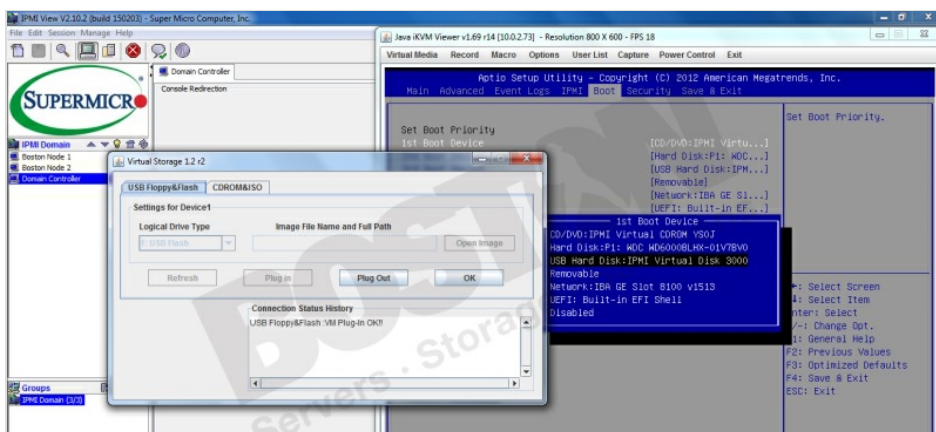 IPMI View V2.10.2 (build 150203) - Super Micro Computer, Inc.
File Edit Session Manage Help
SUPERMICRO
IPMI Domain
Boston Node 1
Boston Node 2
Domain Controller
Groups
IPMI Domain (3/3)
Domain Controller
Console Redirection
Java iKVM Viewer v1.69 r14 [10.0.2.73] - Resolution 800 X 600 - FPS 18
Virtual Media Record Macro Options User List Capture Power Control Exit
Aptio Setup Utility - Copyright (C) 2012 American Megatrends, Inc.
Main Advanced Event Logs IPMI Boot Security Save & Exit
Set Boot Priority
1st Boot Device [CD/DVD:IPMI Virtu...]
[Hard Disk:P1: WDC...]
[USB Hard Disk:IPM...]
[Removable]
[Network:IBA GE Sl...]
[UEFI: Built-in EF...]
1st Boot Device
CD/DVD:IPMI Virtual CDROM YS0J
Hard Disk:P1: WDC WD6000BLHX-01V7BV0
USB Hard Disk:IPMI Virtual Disk 3000
Removable
Network:IBA GE Slot 8100 v1513
UEFI: Built-in EFI Shell
Disabled
Set Boot Priority.
: Select Screen
: Select Item
nter: Select
/-: Change Opt.
1: General Help
F2: Previous Values
F3: Optimized Defaults
F4: Save & Exit
ESC: Exit
Virtual Storage 1.2 r2
USB Floppy&Flash CDROM&ISO
Settings for Device1
Logical Drive Type Image File Name and Full Path
F: USB Flash Open Image
Refresh Plug in Plug Out OK
Connection Status History
USB Floppy&Flash :VM Plug-In OK!!
BOSTON
Servers · Storage